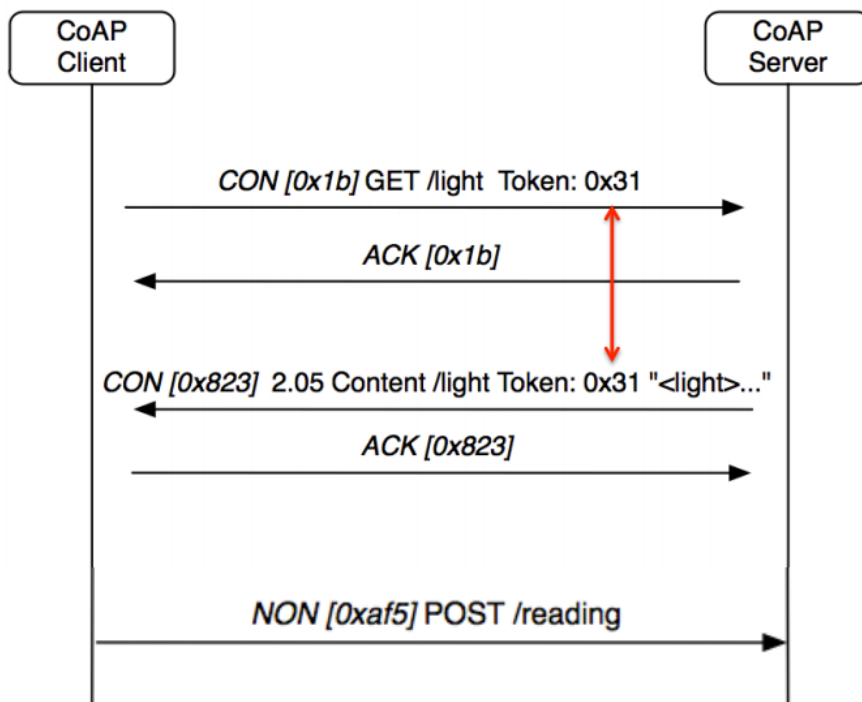 CoAP
Client
CoAP
Server
CON [0x1b] GET /light Token: 0x31
ACK [0x1b]
CON [0x823] 2.05 Content /light Token: 0x31 "<light>..."
ACK [0x823]
NON [0xaf5] POST /reading